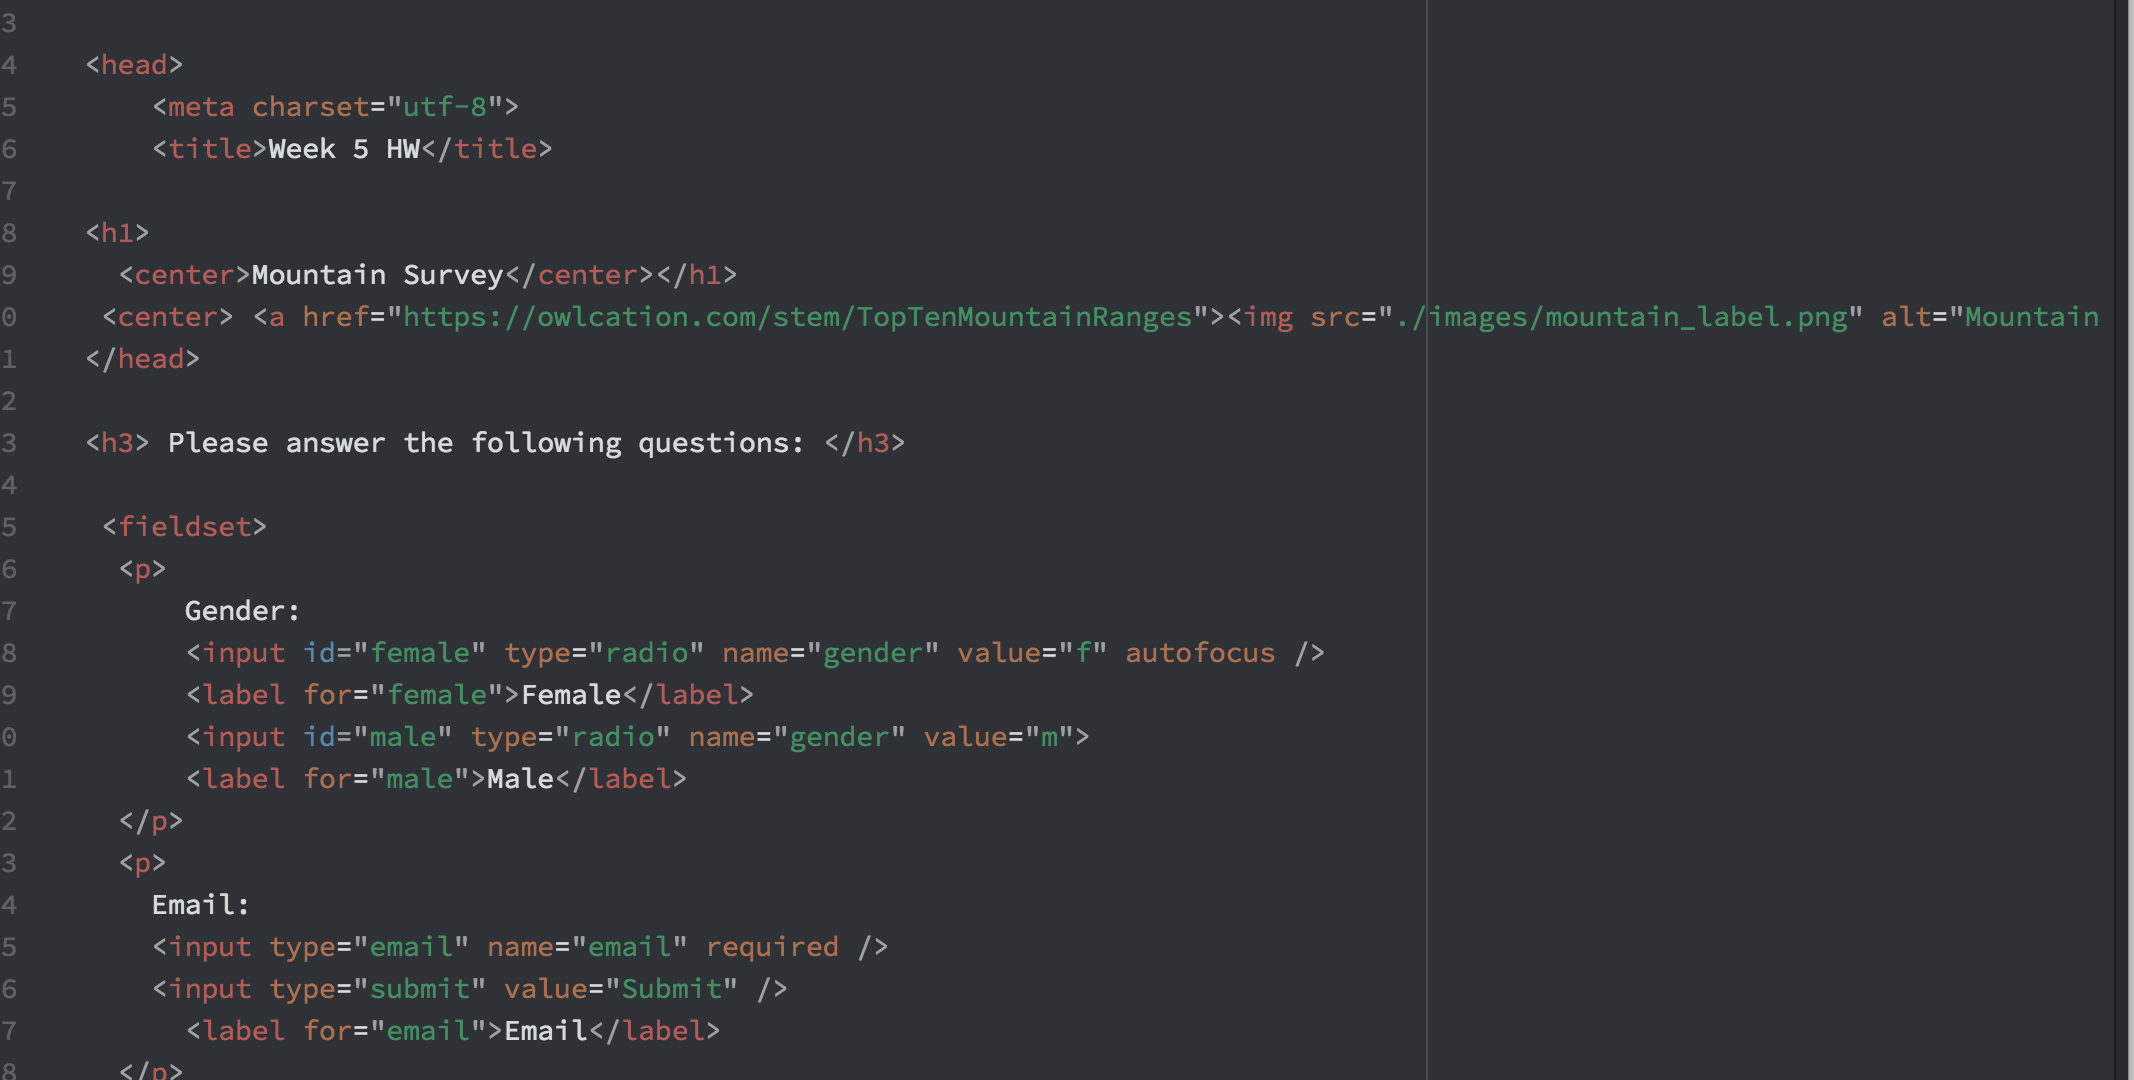 3
4 <head>
5 <meta charset="utf-8">
6 <title>Week 5 HW</title>
7
8 <h1>
9 <center>Mountain Survey</center></h1>
0 <center> <a href="https://owlcation.com/stem/TopTenMountainRanges"><img src="./images/mountain_label.png" alt="Mountain
1 </head>
2
3 <h3> Please answer the following questions: </h3>
4
5 <fieldset>
6 <p>
7 Gender:
8 <input id="female" type="radio" name="gender" value="f" autofocus />
9 <label for="female">Female</label>
0 <input id="male" type="radio" name="gender" value="m">
1 <label for="male">Male</label>
2 </p>
3 <p>
4 Email:
5 <input type="email" name="email" required />
6 <input type="submit" value="Submit" />
7 <label for="email">Email</label>
8 </p>